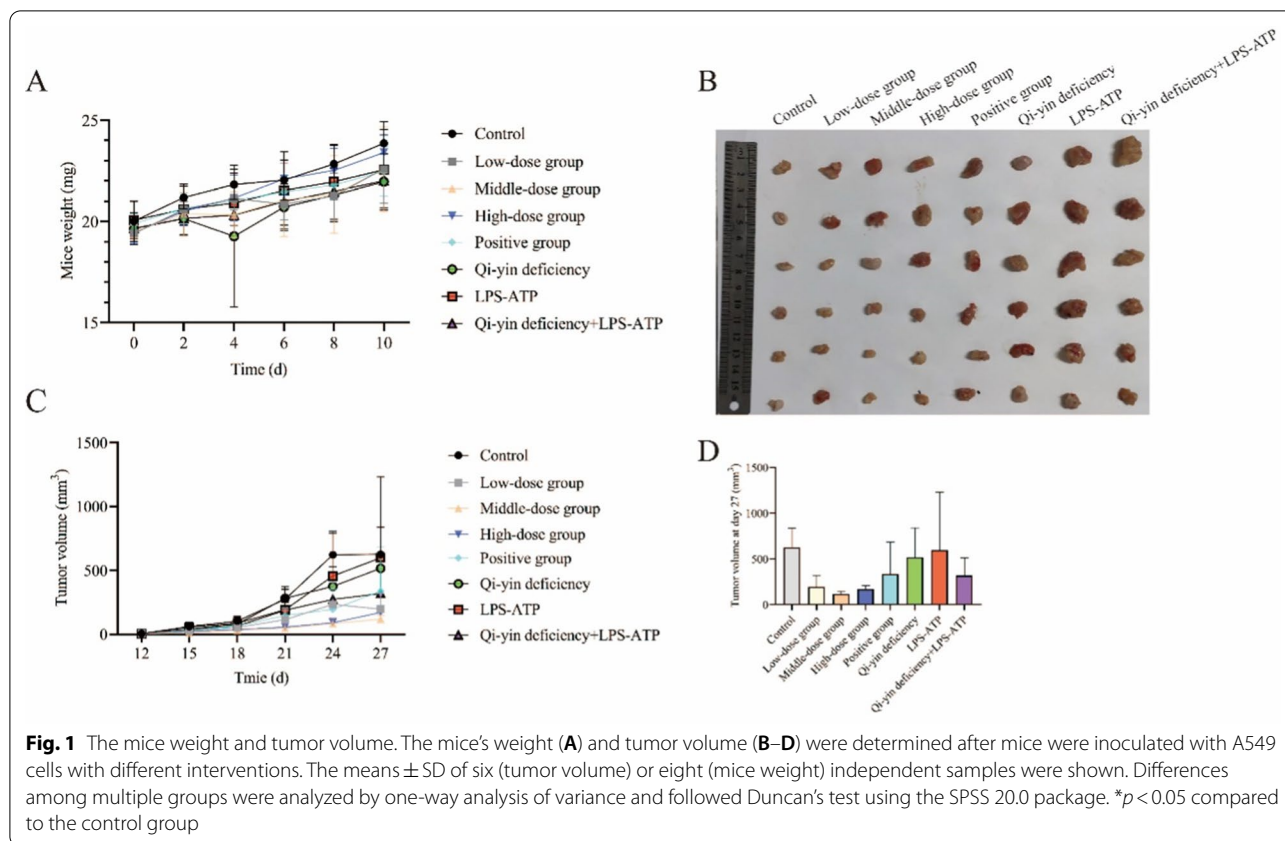 A
Mice weight (mg)
25
20
15
0 2 4 6 8 10
Time (d)
Control
Low-dose group
Middle-dose group
High-dose group
Positive group
Qi-yin deficiency
LPS-ATP
Qi-yin deficiency+LPS-ATP
B
Control
Low-dose group
Middle-dose group
High-dose group
Positive group
Qi-yin deficiency
LPS-ATP
Qi-yin deficiency+LPS-ATP
C
Tumor volume (mm³)
1500
1000
500
0
12 15 18 21 24 27
Tmie (d)
Control
Low-dose group
Middle-dose group
High-dose group
Positive group
Qi-yin deficiency
LPS-ATP
Qi-yin deficiency+LPS-ATP
D
Tumor volume at day 27 (mm³)
1500
1000
500
0
Control
Low-dose group
Middle-dose group
High-dose group
Positive group
Qi-yin deficiency
LPS-ATP
Qi-yin deficiency+LPS-ATP
Fig. 1 The mice weight and tumor volume. The mice's weight (A) and tumor volume (B–D) were determined after mice were inoculated with A549
cells with different interventions. The means ± SD of six (tumor volume) or eight (mice weight) independent samples were shown. Differences
among multiple groups were analyzed by one-way analysis of variance and followed Duncan's test using the SPSS 20.0 package. *p < 0.05 compared
to the control group